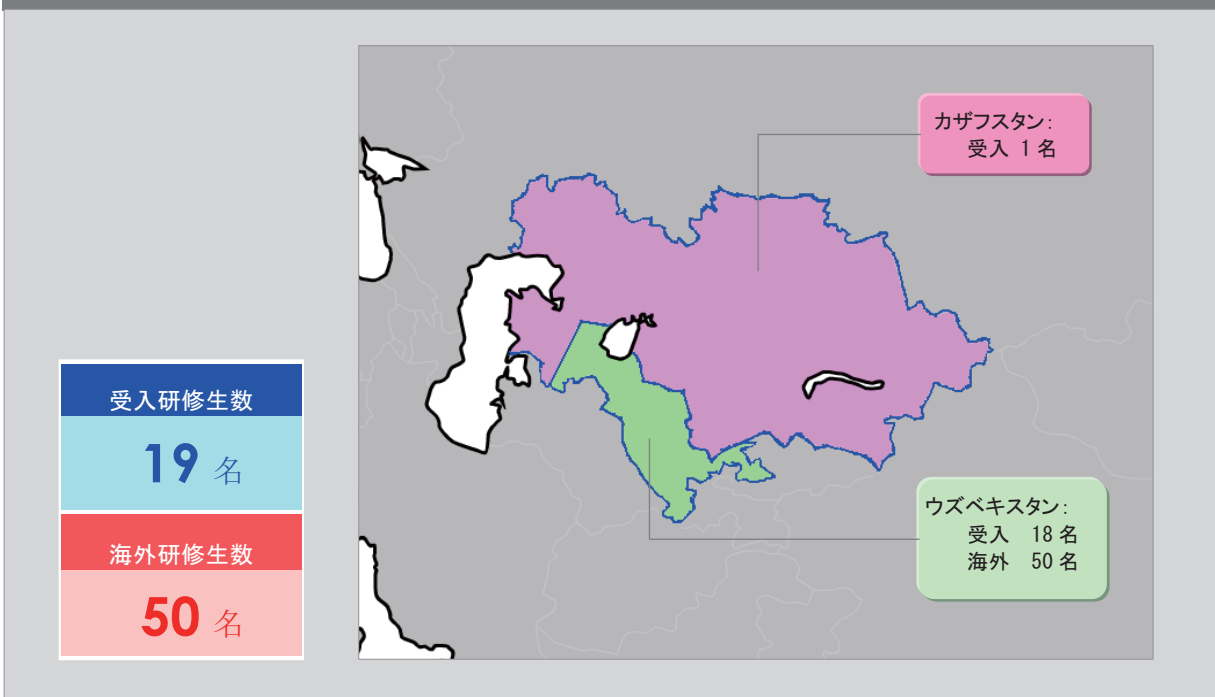 カザフスタン:
受入 1 名
受入研修生数
19 名
海外研修生数
50 名
ウズベキスタン:
受入 18 名
海外 50 名